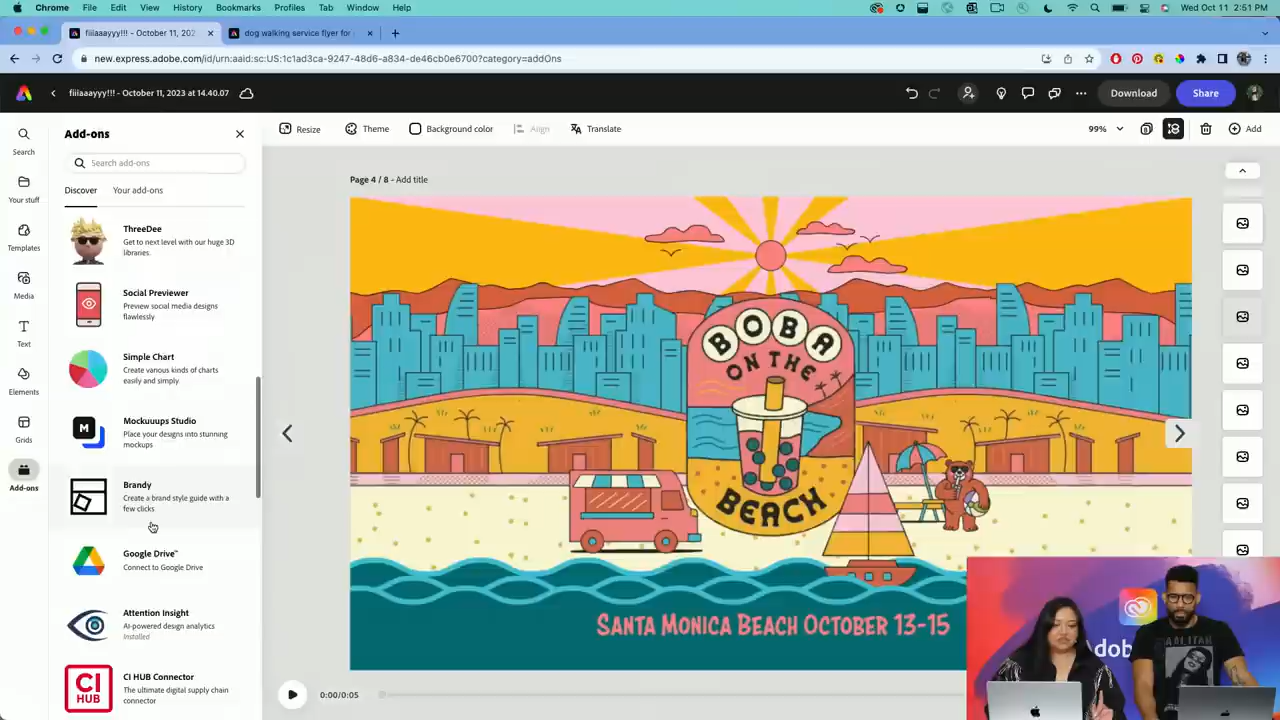 Chrome File Edit View History Bookmarks Profiles Tab Window Help
Wed Oct 11 2:51 PM
fiiiaaayyy!!! - October 11, 202
dog walking service flyer for
new.express.adobe.com/id/urn:aaid:sc:US:1c1ad3ca-9247-48d6-a834-de46cb0e6700?category=addOns
fiiiaaayyy!!! - October 11, 2023 at 14.40.07
Download
Share
Search
Your stuff
Templates
Media
Text
Elements
Grids
Add-ons
Add-ons
Search add-ons
Discover
Your add-ons
ThreeDee
Get to next level with our huge 3D
libraries.
Social Previewer
Preview social media designs
flawlessly
Simple Chart
Create various kinds of charts
easily and simply
M
Mockuuups Studio
Place your designs into stunning
mockups
Brandy
Create a brand style guide with a
few clicks
Google Drive™
Connect to Google Drive
Attention Insight
AI-powered design analytics
Installed
CI
HUB
CI HUB Connector
The ultimate digital supply chain
connector
Resize
Theme
Background color
Align
Translate
99%
Add
Page 4 / 8 - Add title
BOBA
ON THE
BEACH
SANTA MONICA BEACH OCTOBER 13-15
0:00/0:05
Adob